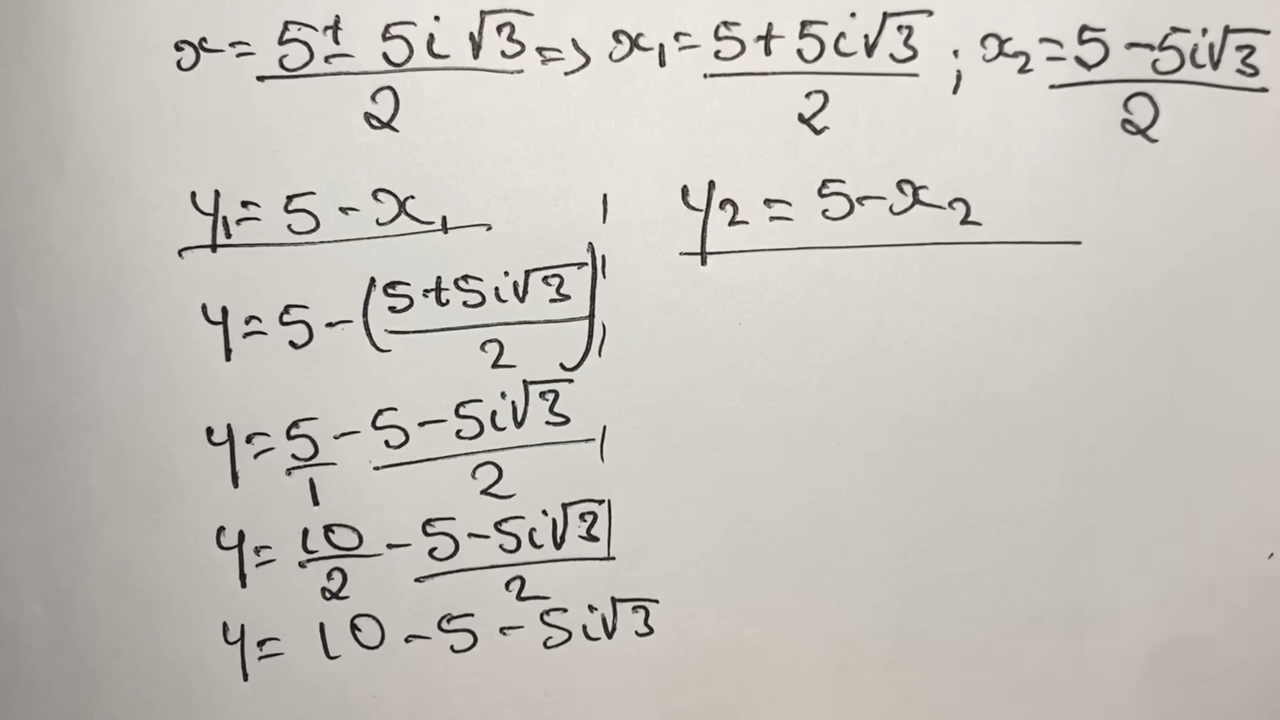 x = 5 ± 5i√3 / 2 => x₁ = 5 + 5i√3 / 2 ; x₂ = 5 - 5i√3 / 2
y₁ = 5 - x₁
y = 5 - (5 + 5i√3 / 2)
y = 5/1 - 5 - 5i√3 / 2
y = 10/2 - 5 - 5i√3 / 2
y = 10 - 5 - 5i√3
y₂ = 5 - x₂